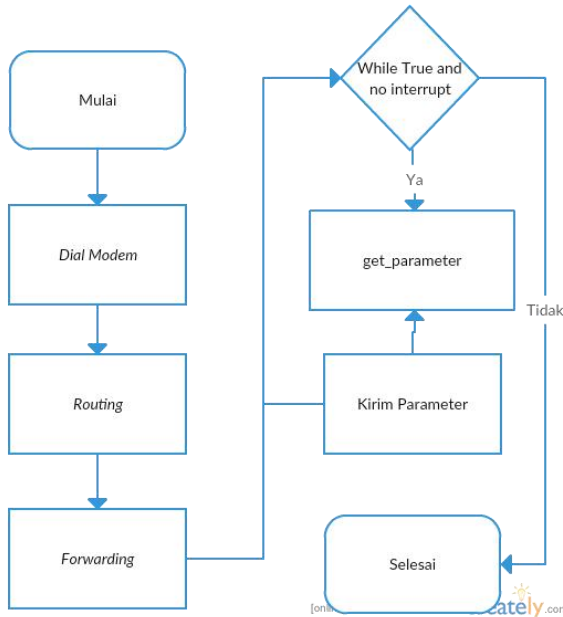 Mulai
Dial Modem
Routing
Forwarding
While True and
no interrupt
Ya
get_parameter
Tidak
Kirim Parameter
Selesai